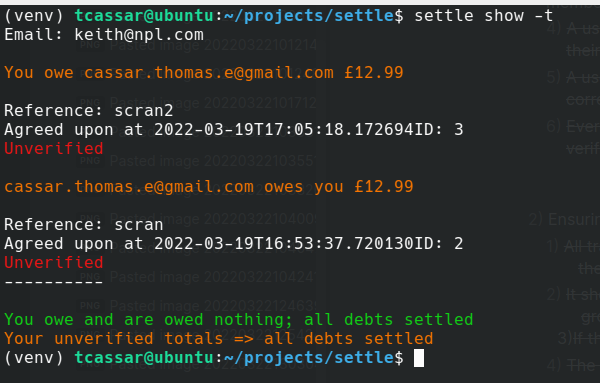 (venv) tcassar@ubuntu:~/projects/settle$ settle show -t
Email: keith@npl.com
You owe cassar.thomas.e@gmail.com £12.99
Reference: scran2
Agreed upon at 2022-03-19T17:05:18.172694ID: 3
Unverified
cassar.thomas.e@gmail.com owes you £12.99
Reference: scran
Agreed upon at 2022-03-19T16:53:37.720130ID: 2
Unverified
----------
You owe and are owed nothing; all debts settled
Your unverified totals => all debts settled
(venv) tcassar@ubuntu:~/projects/settle$